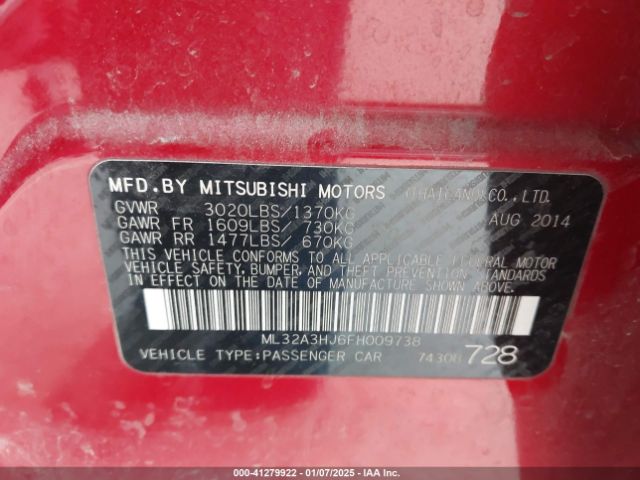 MFD.BY MITSUBISHI MOTORS (THAILAND) CO.,LTD.
GVWR 3020LBS/1370KG AUG 2014
GAWR FR 1609LBS/ 730KG
GAWR RR 1477LBS/ 670KG
THIS VEHICLE CONFORMS TO ALL APPLICABLE FEDERAL MOTOR
VEHICLE SAFETY, BUMPER, AND THEFT PREVENTION STANDARDS
IN EFFECT ON THE DATE OF MANUFACTURE SHOWN ABOVE.
ML32A3HJ6FH009738
VEHICLE TYPE:PASSENGER CAR 7430B 728
000-41279922 - 01/07/2025 - IAA Inc.